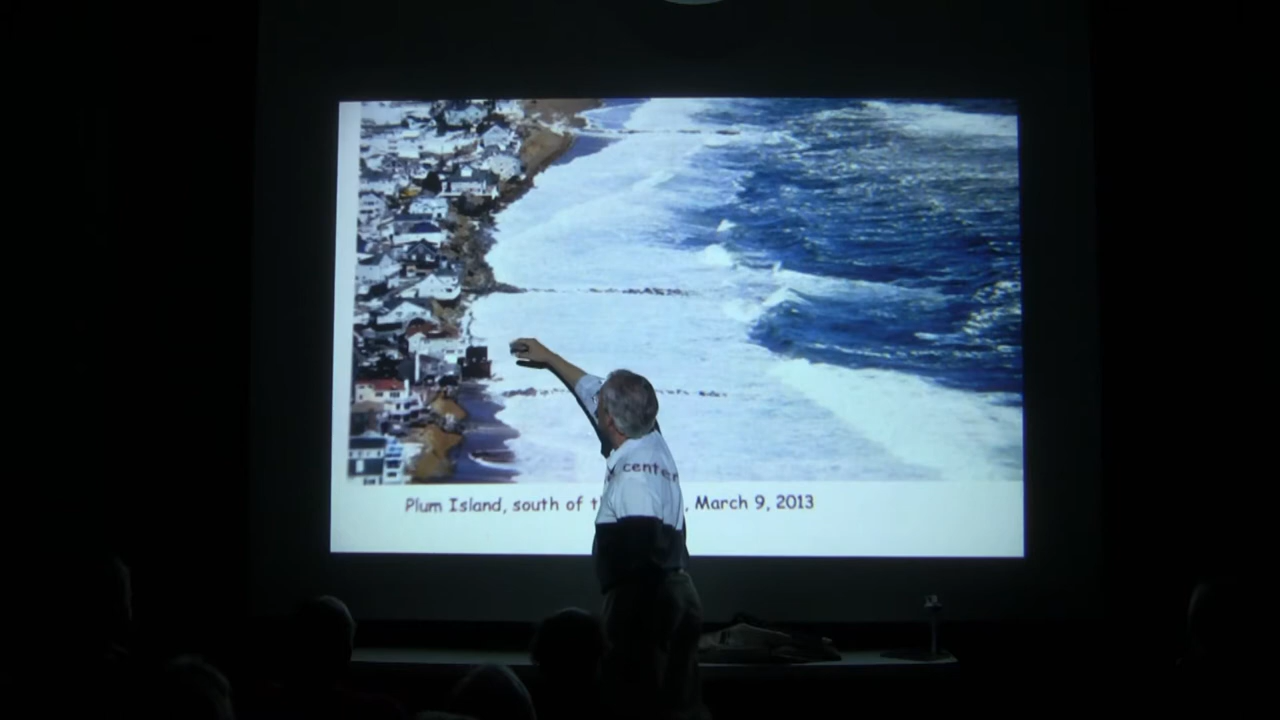 Plum Island, south of t center, March 9, 2013